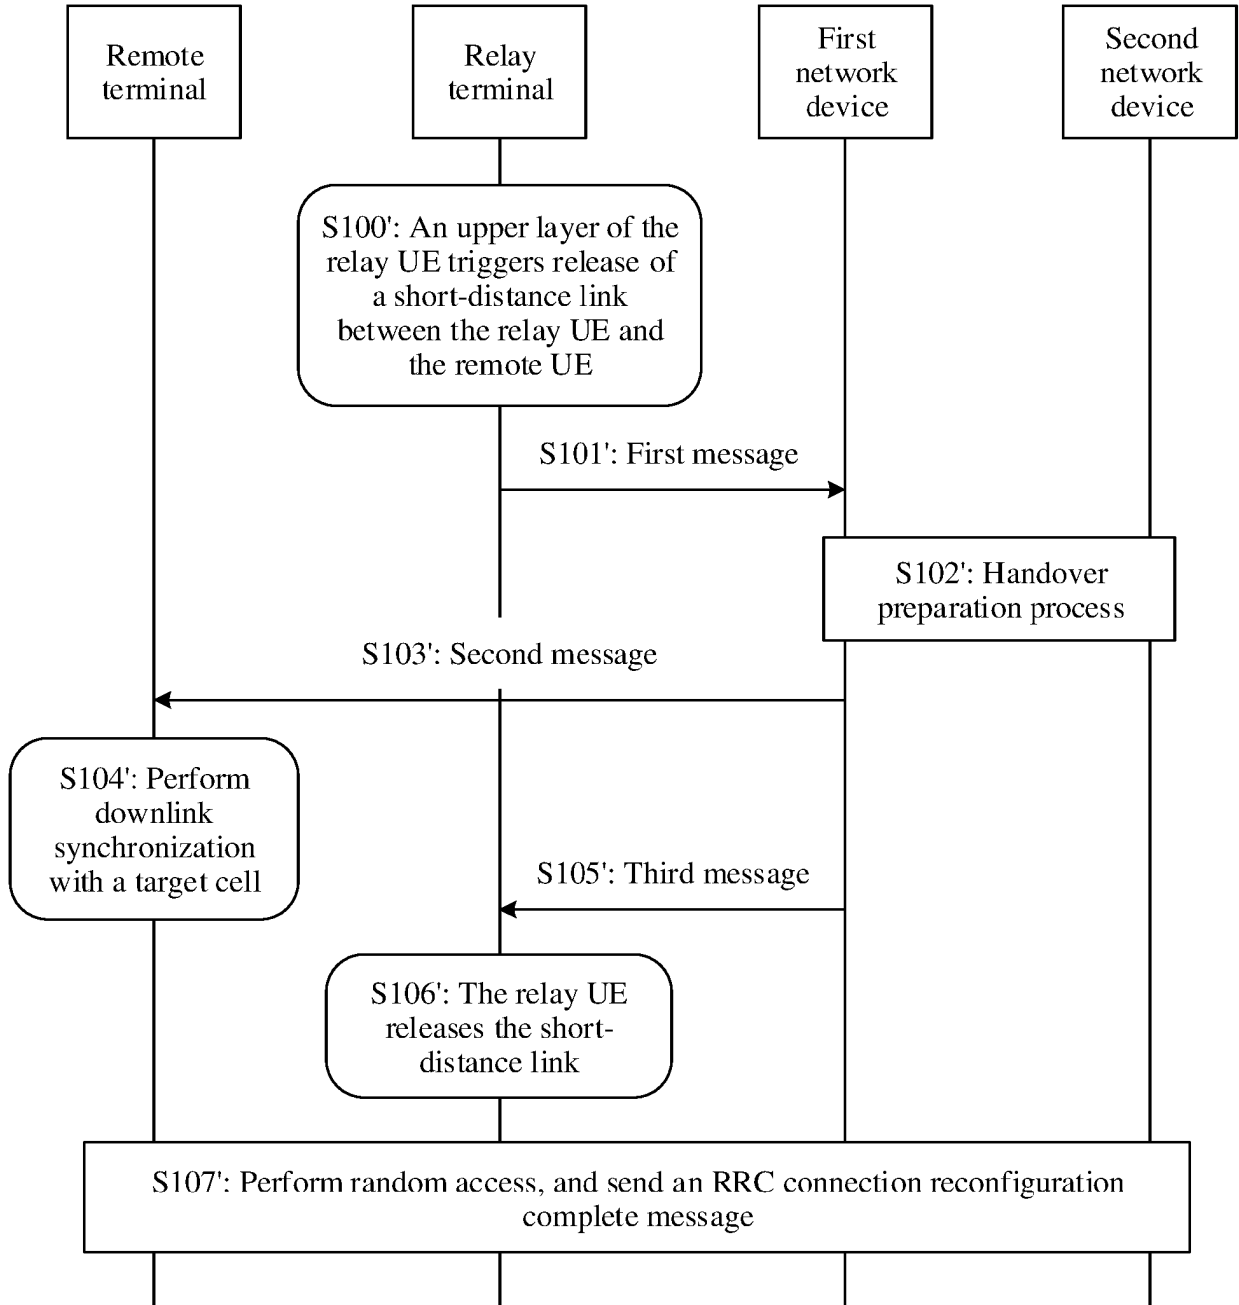 Remote
terminal
Relay
terminal
First
network
device
Second
network
device
S100': An upper layer of the
relay UE triggers release of
a short-distance link
between the relay UE and
the remote UE
S101': First message
S102': Handover
preparation process
S103': Second message
S104': Perform
downlink
synchronization
with a target cell
S105': Third message
S106': The relay UE
releases the short-
distance link
S107': Perform random access, and send an RRC connection reconfiguration
complete message